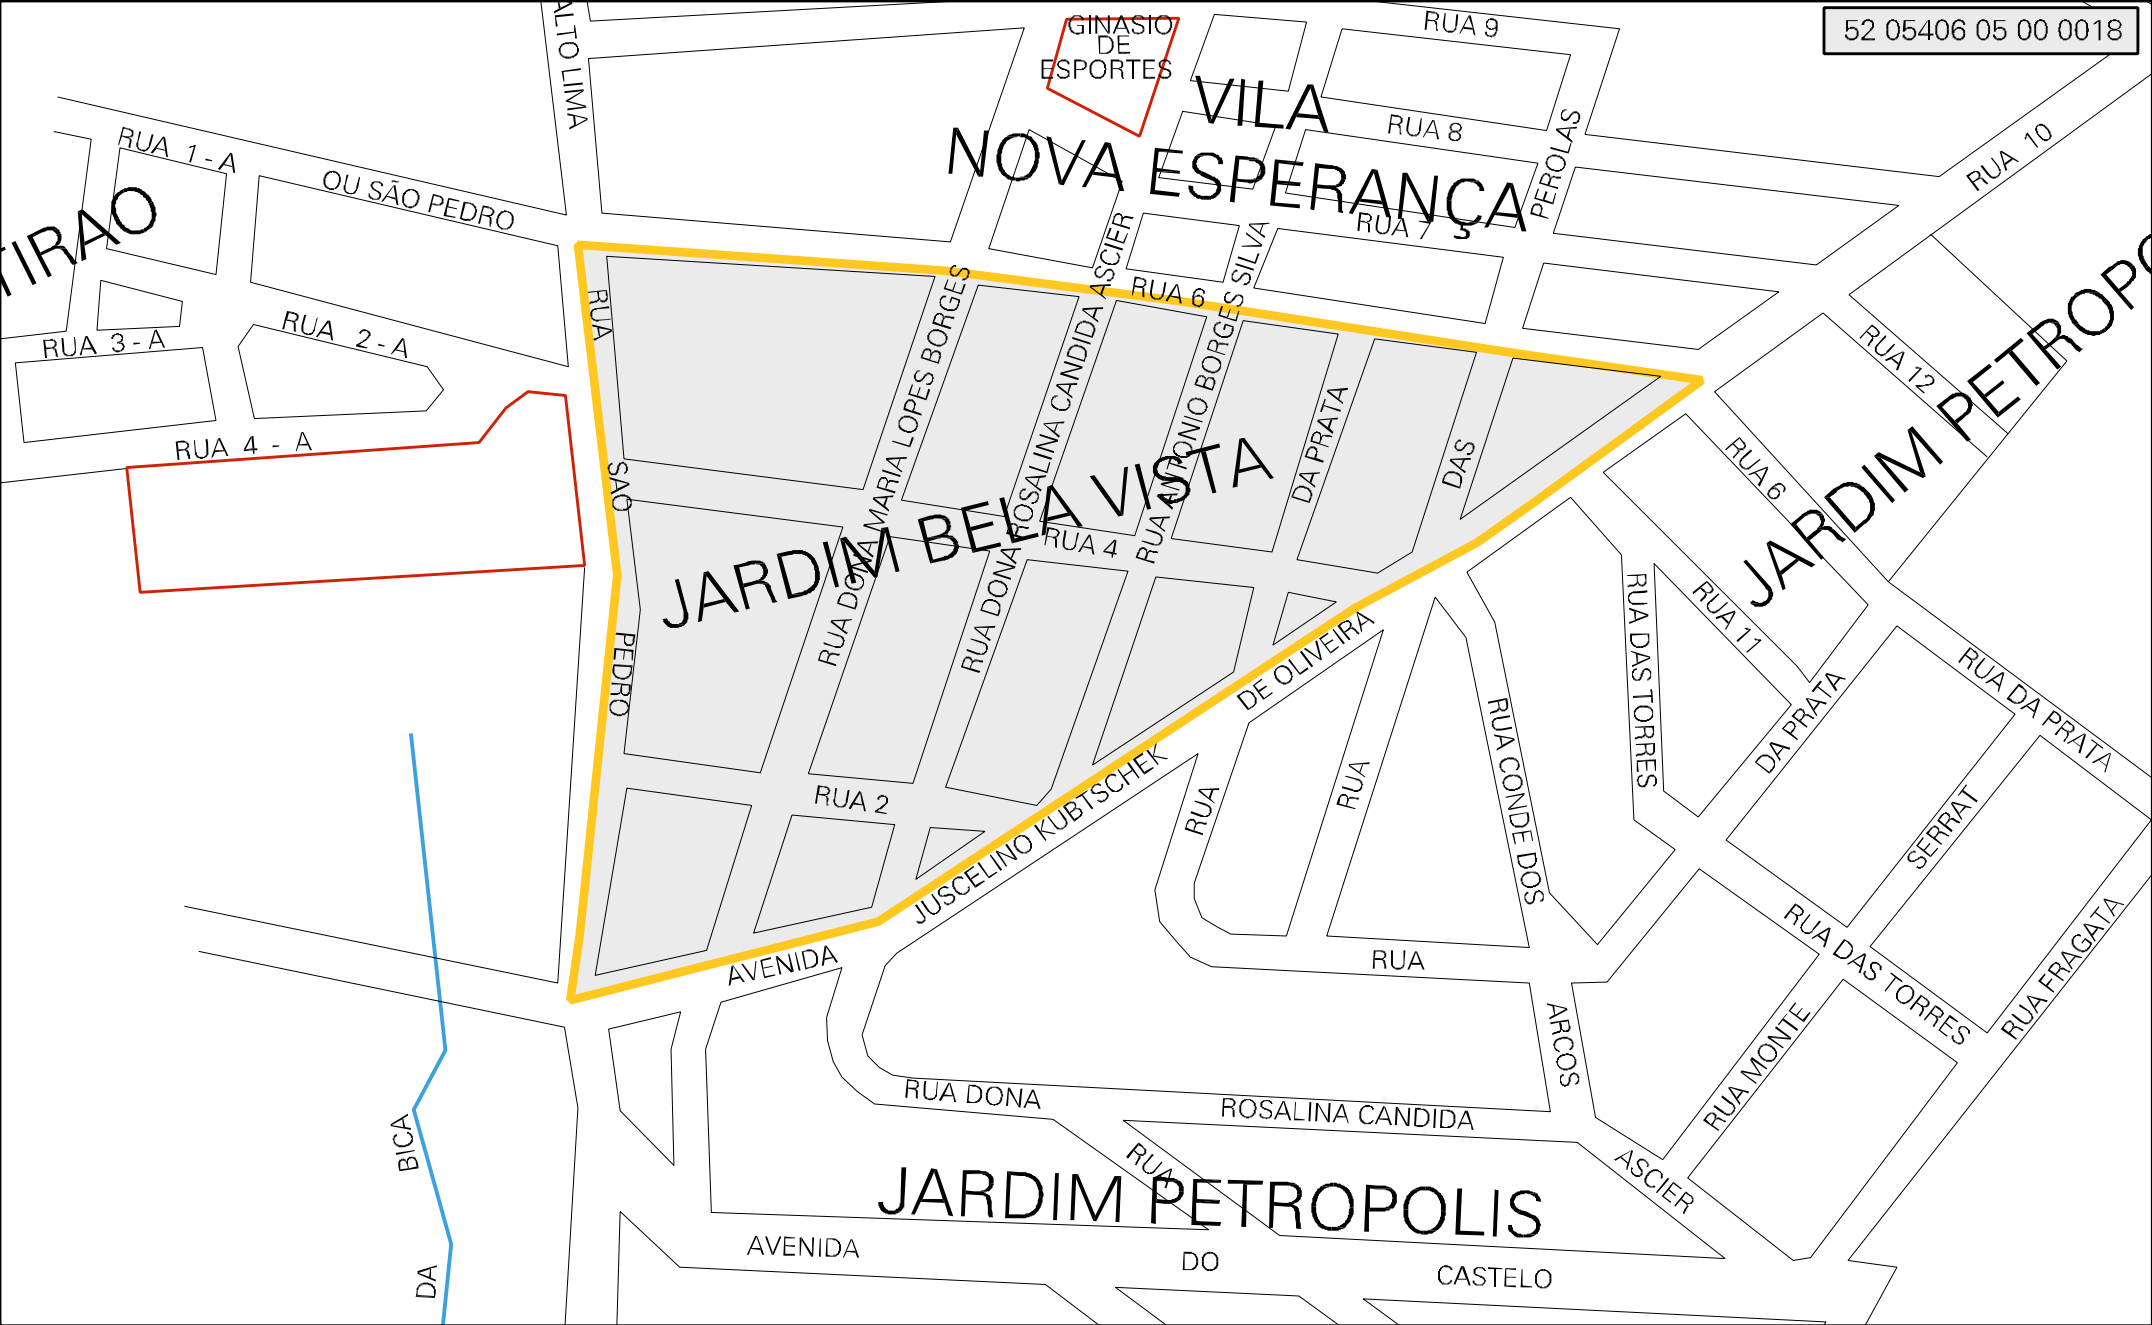 52 05406 05 00 0018
ALTO LIMA
GINASIO
DE
ESPORTES
RUA 9
VILA
NOVA ESPERANÇA
RUA 8
PEROLAS
RUA 10
RUA 1 - A
OU SÃO PEDRO
TIRAO
RUA 7
RUA 6
RUA 3 - A
RUA 2 - A
RUA 4 - A
RUA
SAO
PEDRO
RUA DONA MARIA LOPES BORGES
RUA DONA ROSALINA CANDIDA ASCIER
RUA ANTONIO BORGES SILVA
DA PRATA
DAS
JARDIM BELA VISTA
RUA 4
RUA 2
RUA 12
JARDIM PETROPO
RUA 6
RUA 11
RUA DAS TORRES
RUA CONDE DOS
ARCOS
DA PRATA
RUA DA PRATA
SERRAT
RUA DAS TORRES
RUA FRAGATA
RUA MONTE
AVENIDA
JUSCELINO KUBTSCHEK
DE OLIVEIRA
RUA
RUA
RUA
RUA DONA
ROSALINA CANDIDA
ASCIER
RUA
JARDIM PETROPOLIS
AVENIDA
DO
CASTELO
BICA
DA